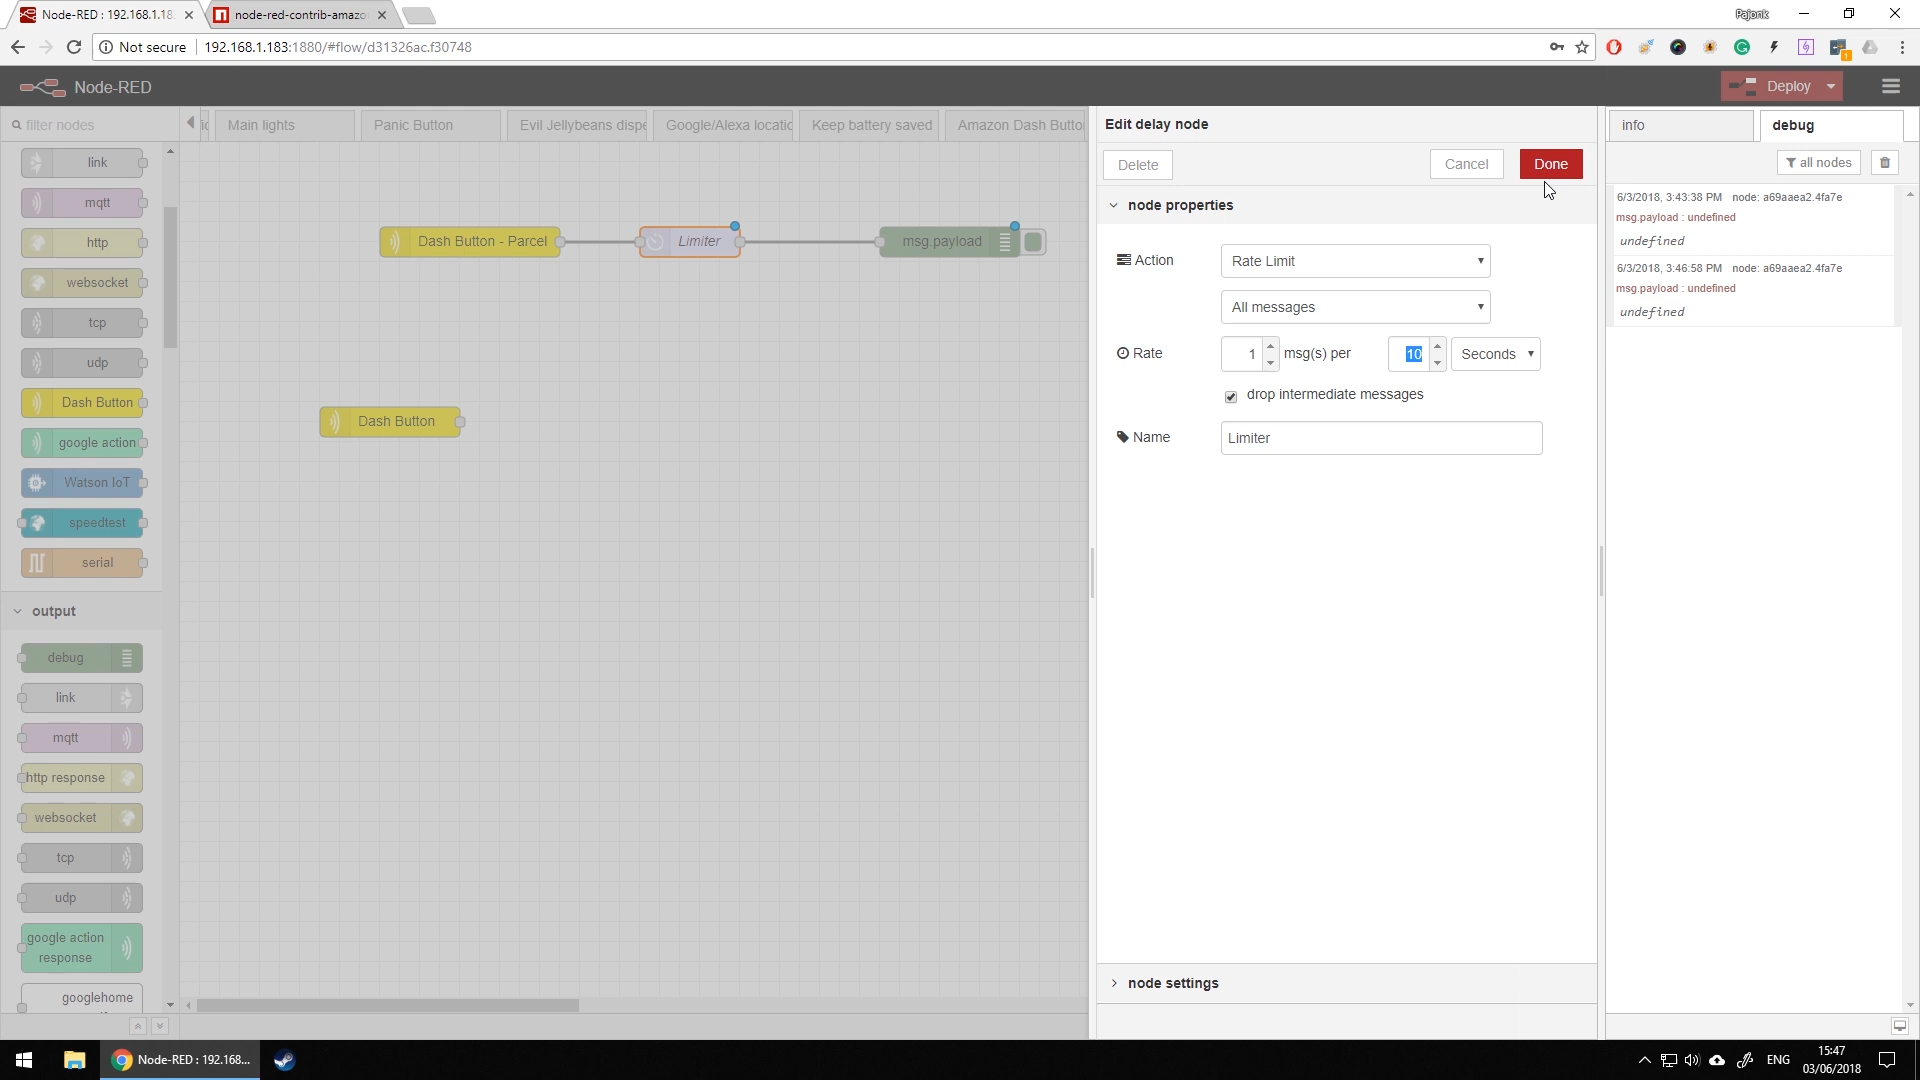 Node-RED : 192.168.1.18
node-red-contrib-amazo
Pajonk
Not secure
192.168.1.183:1880/#flow/d31326ac.f30748
1
Node-RED
Deploy
filter nodes
Main lights
Panic Button
Evil Jellybeans dispe
Google/Alexa locatic
Keep battery saved
Amazon Dash Butto
Edit delay node
info
debug
Delete
Cancel
Done
all nodes
link
mqtt
http
websocket
tcp
udp
Dash Button
google action
Watson IoT
speedtest
serial
output
debug
link
mqtt
http response
websocket
tcp
udp
google action
response
googlehome
Dash Button - Parcel
Limiter
msg.payload
Dash Button
node properties
Action
Rate Limit
All messages
Rate
1
msg(s) per
10
Seconds
drop intermediate messages
Name
Limiter
node settings
6/3/2018, 3:43:38 PM node: a69aaea2.4fa7e
msg.payload : undefined
undefined
6/3/2018, 3:46:58 PM node: a69aaea2.4fa7e
msg.payload : undefined
undefined
Node-RED : 192.168...
ENG
15:47
03/06/2018